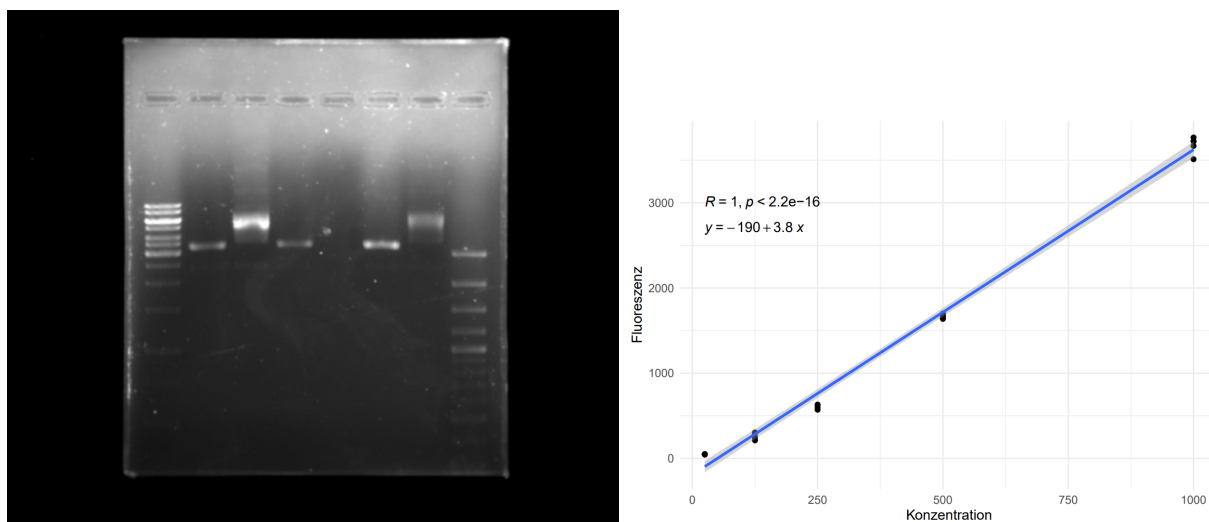 R = 1, p < 2.2e−16
y = −190 + 3.8 x
3000
2000
1000
0
Fluoreszenz
0 250 500 750 1000
Konzentration